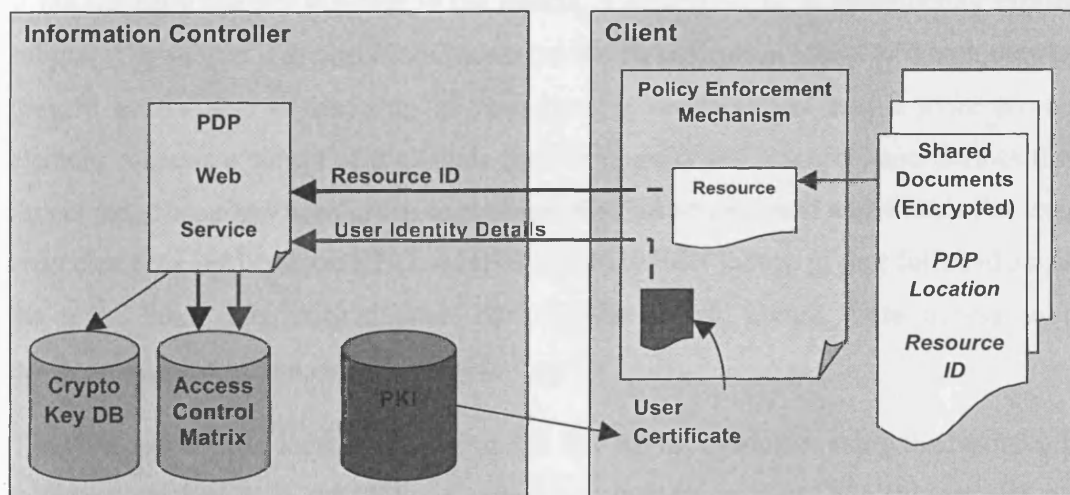 Information Controller
PDP
Web
Service
Resource ID
User Identity Details
Crypto
Key DB
Access
Control
Matrix
PKI
Client
Policy Enforcement
Mechanism
Resource
User
Certificate
Shared
Documents
(Encrypted)
PDP
Location
Resource
ID